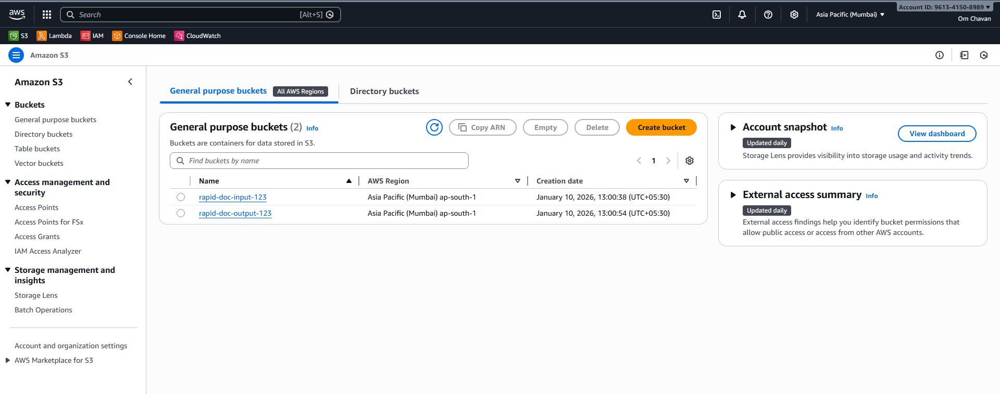 aws
Search [Alt+S]
Asia Pacific (Mumbai)
Account ID: 9613-4150-8989
Om Chavan
S3 Lambda IAM Console Home CloudWatch
Amazon S3
Amazon S3
Buckets
General purpose buckets
Directory buckets
Table buckets
Vector buckets
Access management and
security
Access Points
Access Points for FSx
Access Grants
IAM Access Analyzer
Storage management and
insights
Storage Lens
Batch Operations
Account and organization settings
AWS Marketplace for S3
General purpose buckets All AWS Regions Directory buckets
General purpose buckets (2) Info Copy ARN Empty Delete Create bucket
Buckets are containers for data stored in S3.
Find buckets by name 1
Name AWS Region Creation date
rapid-doc-input-123 Asia Pacific (Mumbai) ap-south-1 January 10, 2026, 13:00:38 (UTC+05:30)
rapid-doc-output-123 Asia Pacific (Mumbai) ap-south-1 January 10, 2026, 13:00:54 (UTC+05:30)
Account snapshot Info View dashboard
Updated daily
Storage Lens provides visibility into storage usage and activity trends.
External access summary Info
Updated daily
External access findings help you identify bucket permissions that
allow public access or access from other AWS accounts.